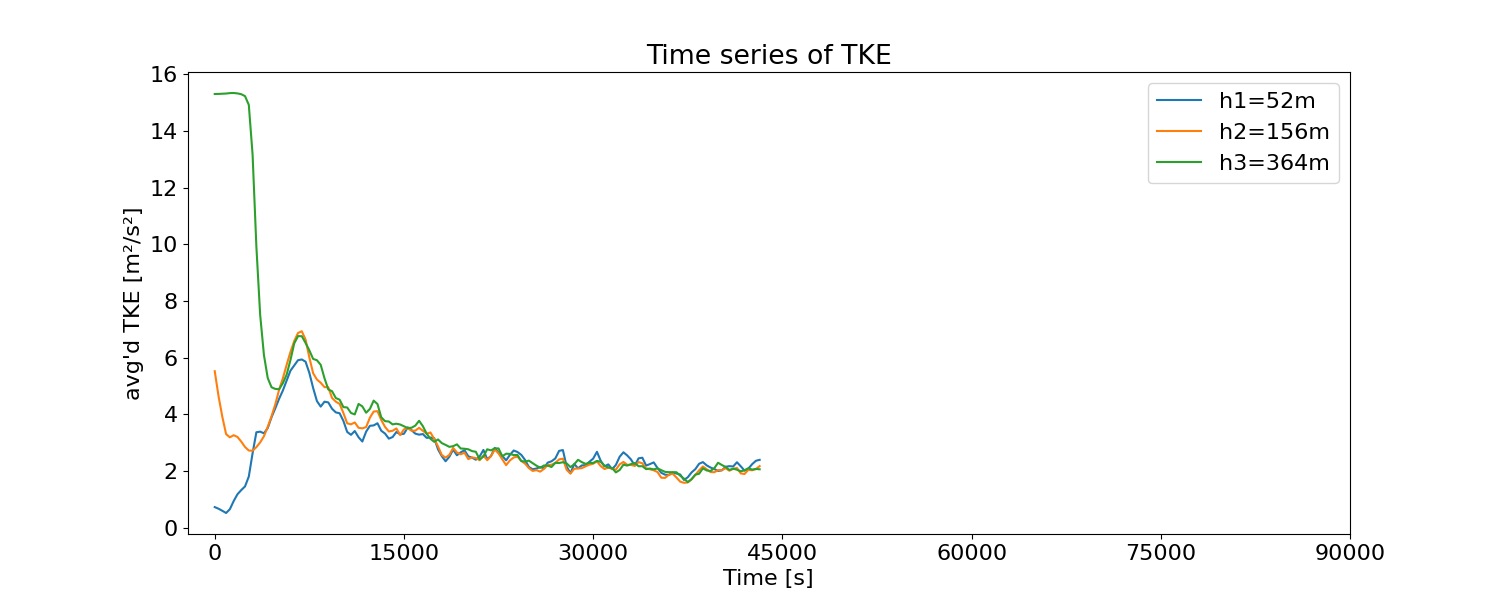 Time series of TKE
avg'd TKE [m²/s²]
16
14
12
10
8
6
4
2
0
h1=52m
h2=156m
h3=364m
0 15000 30000 45000 60000 75000 90000
Time [s]